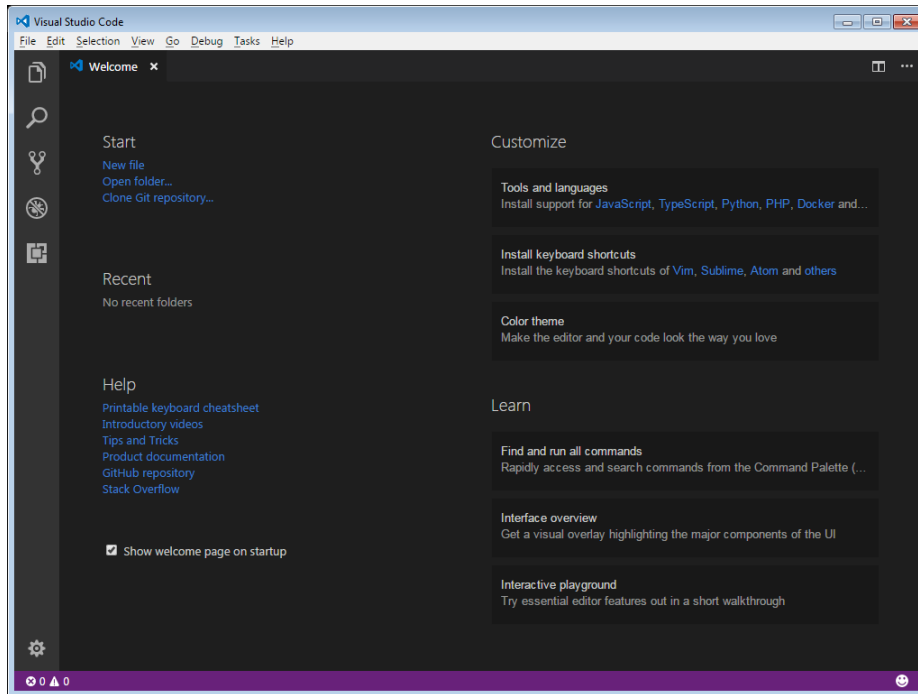 Visual Studio Code
File Edit Selection View Go Debug Tasks Help
Welcome
Start
New file
Open folder...
Clone Git repository...
Recent
No recent folders
Help
Printable keyboard cheatsheet
Introductory videos
Tips and Tricks
Product documentation
GitHub repository
Stack Overflow
Show welcome page on startup
Customize
Tools and languages
Install support for JavaScript, TypeScript, Python, PHP, Docker and...
Install keyboard shortcuts
Install the keyboard shortcuts of Vim, Sublime, Atom and others
Color theme
Make the editor and your code look the way you love
Learn
Find and run all commands
Rapidly access and search commands from the Command Palette (...
Interface overview
Get a visual overlay highlighting the major components of the UI
Interactive playground
Try essential editor features out in a short walkthrough
0 0